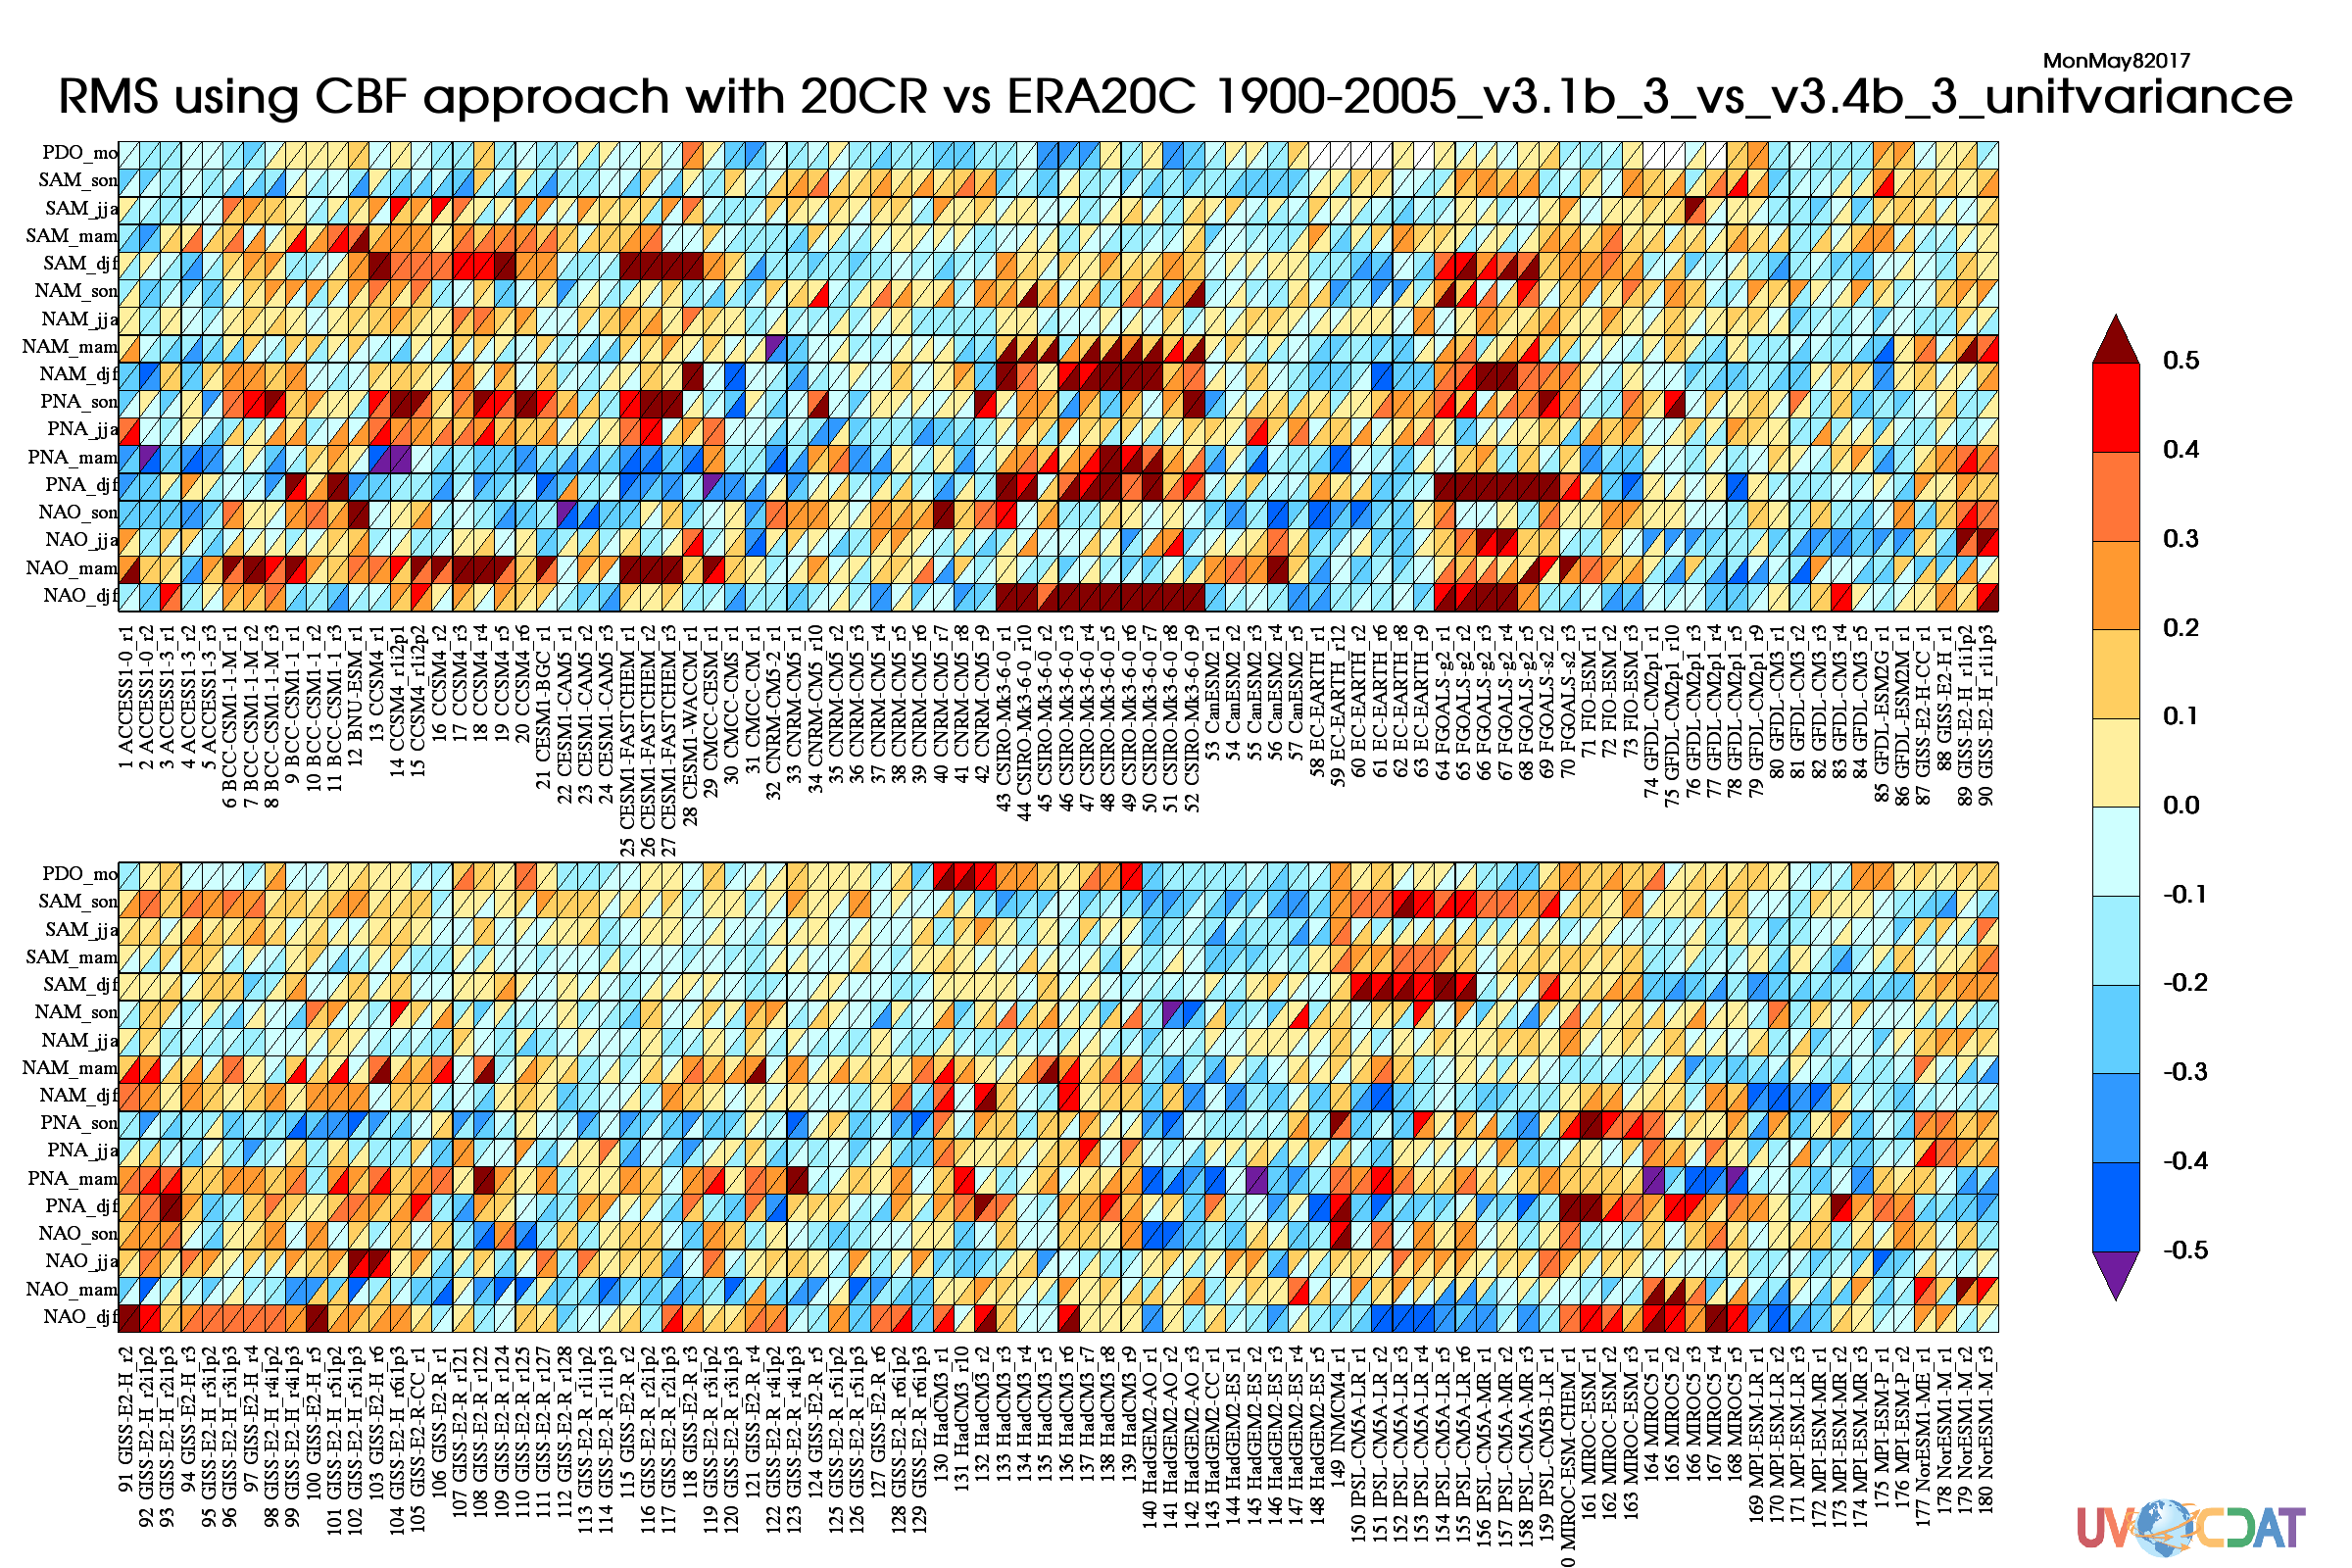 MonMay82017
RMS using CBF approach with 20CR vs ERA20C 1900-2005_v3.1b_3_vs_v3.4b_3_unitvariance
PDO_mo
SAM_son
SAM_jja
SAM_mam
SAM_djf
NAM_son
NAM_jja
NAM_mam
NAM_djf
PNA_son
PNA_jja
PNA_mam
PNA_djf
NAO_son
NAO_jja
NAO_mam
NAO_djf
1 ACCESS1-0_r1
2 ACCESS1-0_r2
3 ACCESS1-3_r1
4 ACCESS1-3_r2
5 ACCESS1-3_r3
6 BCC-CSM1-1-M_r1
7 BCC-CSM1-1-M_r2
8 BCC-CSM1-1-M_r3
9 BCC-CSM1-1_r1
10 BCC-CSM1-1_r2
11 BCC-CSM1-1_r3
12 BNU-ESM_r1
13 CCSM4_r1
14 CCSM4_r1i2p1
15 CCSM4_r1i2p2
16 CCSM4_r2
17 CCSM4_r3
18 CCSM4_r4
19 CCSM4_r5
20 CCSM4_r6
21 CESM1-BGC_r1
22 CESM1-CAM5_r1
23 CESM1-CAM5_r2
24 CESM1-CAM5_r3
25 CESM1-FASTCHEM_r1
26 CESM1-FASTCHEM_r2
27 CESM1-FASTCHEM_r3
28 CESM1-WACCM_r1
29 CMCC-CESM_r1
30 CMCC-CMS_r1
31 CMCC-CM_r1
32 CNRM-CM5-2_r1
33 CNRM-CM5_r1
34 CNRM-CM5_r10
35 CNRM-CM5_r2
36 CNRM-CM5_r3
37 CNRM-CM5_r4
38 CNRM-CM5_r5
39 CNRM-CM5_r6
40 CNRM-CM5_r7
41 CNRM-CM5_r8
42 CNRM-CM5_r9
43 CSIRO-Mk3-6-0_r1
44 CSIRO-Mk3-6-0_r10
45 CSIRO-Mk3-6-0_r2
46 CSIRO-Mk3-6-0_r3
47 CSIRO-Mk3-6-0_r4
48 CSIRO-Mk3-6-0_r5
49 CSIRO-Mk3-6-0_r6
50 CSIRO-Mk3-6-0_r7
51 CSIRO-Mk3-6-0_r8
52 CSIRO-Mk3-6-0_r9
53 CanESM2_r1
54 CanESM2_r2
55 CanESM2_r3
56 CanESM2_r4
57 CanESM2_r5
58 EC-EARTH_r1
59 EC-EARTH_r12
60 EC-EARTH_r2
61 EC-EARTH_r6
62 EC-EARTH_r8
63 EC-EARTH_r9
64 FGOALS-g2_r1
65 FGOALS-g2_r2
66 FGOALS-g2_r3
67 FGOALS-g2_r4
68 FGOALS-g2_r5
69 FGOALS-s2_r2
70 FGOALS-s2_r3
71 FIO-ESM_r1
72 FIO-ESM_r2
73 FIO-ESM_r3
74 GFDL-CM2p1_r1
75 GFDL-CM2p1_r10
76 GFDL-CM2p1_r3
77 GFDL-CM2p1_r4
78 GFDL-CM2p1_r5
79 GFDL-CM2p1_r9
80 GFDL-CM3_r1
81 GFDL-CM3_r2
82 GFDL-CM3_r3
83 GFDL-CM3_r4
84 GFDL-CM3_r5
85 GFDL-ESM2G_r1
86 GFDL-ESM2M_r1
87 GISS-E2-H-CC_r1
88 GISS-E2-H_r1
89 GISS-E2-H_r1i1p2
90 GISS-E2-H_r1i1p3
PDO_mo
SAM_son
SAM_jja
SAM_mam
SAM_djf
NAM_son
NAM_jja
NAM_mam
NAM_djf
PNA_son
PNA_jja
PNA_mam
PNA_djf
NAO_son
NAO_jja
NAO_mam
NAO_djf
91 GISS-E2-H_r2
92 GISS-E2-H_r2i1p2
93 GISS-E2-H_r2i1p3
94 GISS-E2-H_r3
95 GISS-E2-H_r3i1p2
96 GISS-E2-H_r3i1p3
97 GISS-E2-H_r4
98 GISS-E2-H_r4i1p2
99 GISS-E2-H_r4i1p3
100 GISS-E2-H_r5
101 GISS-E2-H_r5i1p2
102 GISS-E2-H_r5i1p3
103 GISS-E2-H_r6
104 GISS-E2-H_r6i1p3
105 GISS-E2-R-CC_r1
106 GISS-E2-R_r1
107 GISS-E2-R_r121
108 GISS-E2-R_r122
109 GISS-E2-R_r124
110 GISS-E2-R_r125
111 GISS-E2-R_r127
112 GISS-E2-R_r128
113 GISS-E2-R_r1i1p2
114 GISS-E2-R_r1i1p3
115 GISS-E2-R_r2
116 GISS-E2-R_r2i1p2
117 GISS-E2-R_r2i1p3
118 GISS-E2-R_r3
119 GISS-E2-R_r3i1p2
120 GISS-E2-R_r3i1p3
121 GISS-E2-R_r4
122 GISS-E2-R_r4i1p2
123 GISS-E2-R_r4i1p3
124 GISS-E2-R_r5
125 GISS-E2-R_r5i1p2
126 GISS-E2-R_r5i1p3
127 GISS-E2-R_r6
128 GISS-E2-R_r6i1p2
129 GISS-E2-R_r6i1p3
130 HadCM3_r1
131 HadCM3_r10
132 HadCM3_r2
133 HadCM3_r3
134 HadCM3_r4
135 HadCM3_r5
136 HadCM3_r6
137 HadCM3_r7
138 HadCM3_r8
139 HadCM3_r9
140 HadGEM2-AO_r1
141 HadGEM2-AO_r2
142 HadGEM2-AO_r3
143 HadGEM2-CC_r1
144 HadGEM2-ES_r1
145 HadGEM2-ES_r2
146 HadGEM2-ES_r3
147 HadGEM2-ES_r4
148 HadGEM2-ES_r5
149 INMCM4_r1
150 IPSL-CM5A-LR_r1
151 IPSL-CM5A-LR_r2
152 IPSL-CM5A-LR_r3
153 IPSL-CM5A-LR_r4
154 IPSL-CM5A-LR_r5
155 IPSL-CM5A-LR_r6
156 IPSL-CM5A-MR_r1
157 IPSL-CM5A-MR_r2
158 IPSL-CM5A-MR_r3
159 IPSL-CM5B-LR_r1
0 MIROC-ESM-CHEM_r1
161 MIROC-ESM_r1
162 MIROC-ESM_r2
163 MIROC-ESM_r3
164 MIROC5_r1
165 MIROC5_r2
166 MIROC5_r3
167 MIROC5_r4
168 MIROC5_r5
169 MPI-ESM-LR_r1
170 MPI-ESM-LR_r2
171 MPI-ESM-LR_r3
172 MPI-ESM-MR_r1
173 MPI-ESM-MR_r2
174 MPI-ESM-MR_r3
175 MPI-ESM-P_r1
176 MPI-ESM-P_r2
177 NorESM1-ME_r1
178 NorESM1-M_r1
179 NorESM1-M_r2
180 NorESM1-M_r3
0.5
0.4
0.3
0.2
0.1
0.0
-0.1
-0.2
-0.3
-0.4
-0.5
UVCDAT